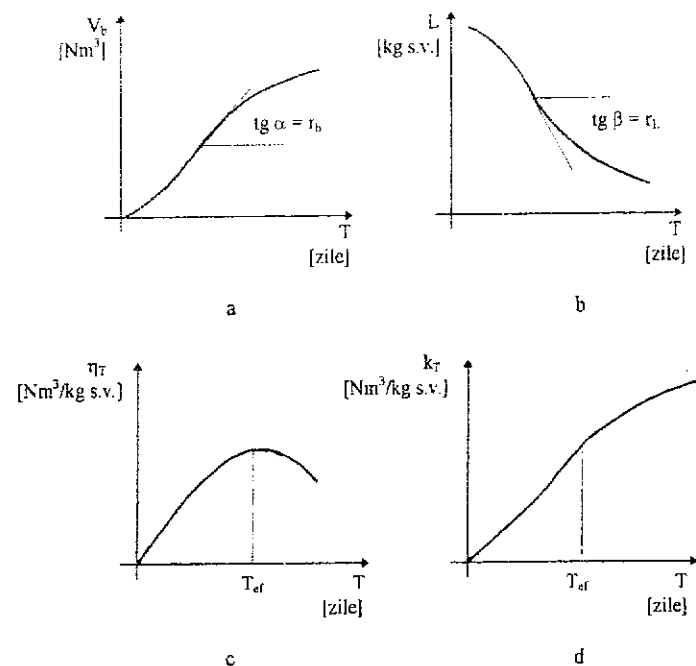 V_b
[Nm³]
tg α = r_b
T
[zile]
a
L
[kg s.v.]
tg β = r_L
T
[zile]
b
η_T
[Nm³/kg s.v.]
T_ef
T
[zile]
c
k_T
[Nm³/kg s.v.]
T_ef
T
[zile]
d